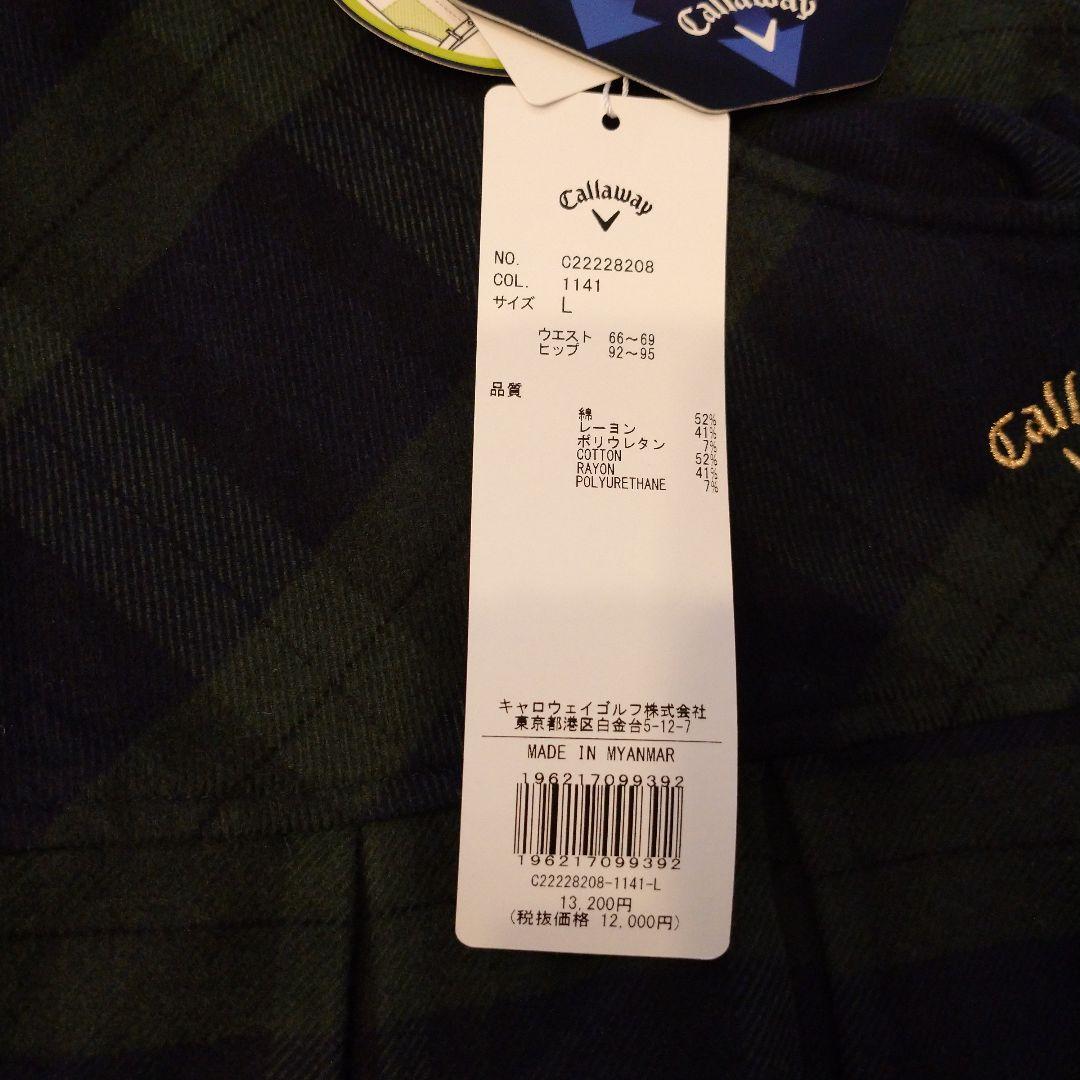 Callaway
Callaway
NO. C22228208
COL. 1141
サイズ L
ウエスト 66～69
ヒップ 92～95
品質
綿 52%
レーヨン 41%
ポリウレタン 7%
COTTON 52%
RAYON 41%
POLYURETHANE 7%
Call
キャロウェイゴルフ株式会社
東京都港区白金台5-12-7
MADE IN MYANMAR
196217099392
196217099392
C22228208-1141-L
13,200円
(税抜価格 12,000円)